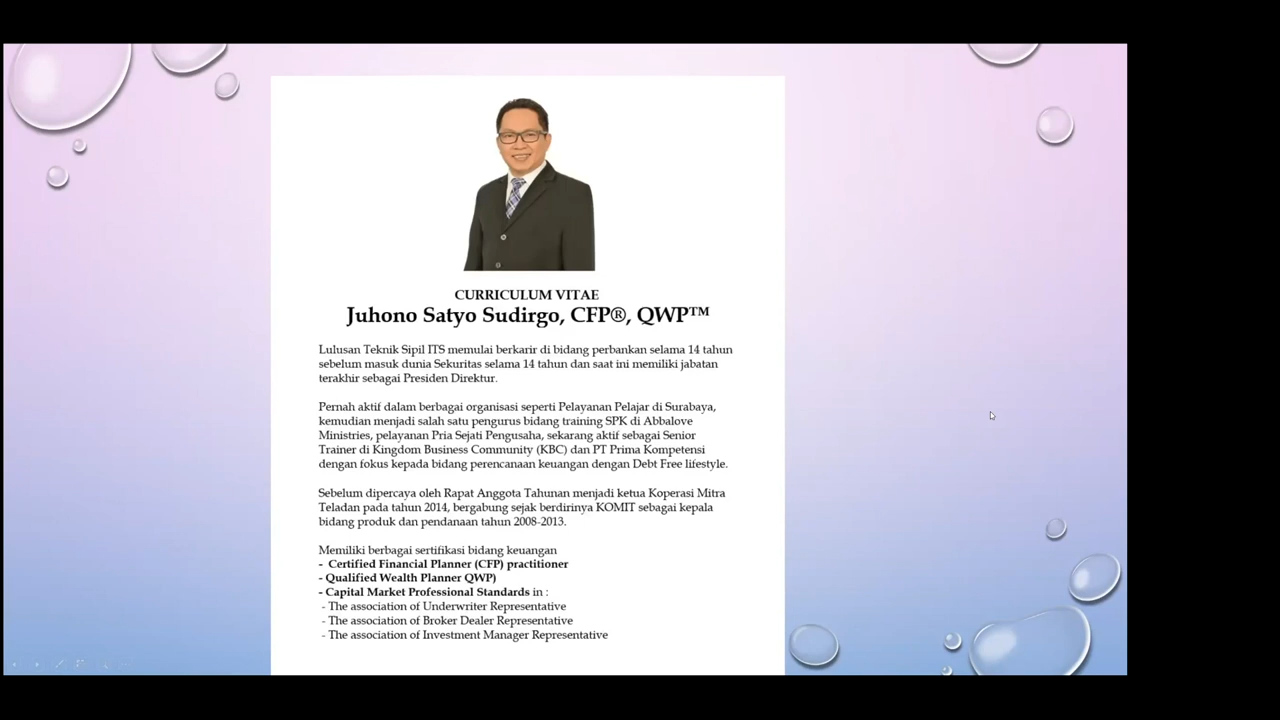 CURRICULUM VITAE
Juhono Satyo Sudirgo, CFP®, QWP™
Lulusan Teknik Sipil ITS memulai berkarir di bidang perbankan selama 14 tahun
sebelum masuk dunia Sekuritas selama 14 tahun dan saat ini memiliki jabatan
terakhir sebagai Presiden Direktur.
Pernah aktif dalam berbagai organisasi seperti Pelayanan Pelajar di Surabaya,
kemudian menjadi salah satu pengurus bidang training SPK di Abbalove
Ministries, pelayanan Pria Sejati Pengusaha, sekarang aktif sebagai Senior
Trainer di Kingdom Business Community (KBC) dan PT Prima Kompetensi
dengan fokus kepada bidang perencanaan keuangan dengan Debt Free lifestyle.
Sebelum dipercaya oleh Rapat Anggota Tahunan menjadi ketua Koperasi Mitra
Teladan pada tahun 2014, bergabung sejak berdirinya KOMIT sebagai kepala
bidang produk dan pendanaan tahun 2008-2013.
Memiliki berbagai sertifikasi bidang keuangan
- Certified Financial Planner (CFP) practitioner
- Qualified Wealth Planner QWP)
- Capital Market Professional Standards in :
- The association of Underwriter Representative
- The association of Broker Dealer Representative
- The association of Investment Manager Representative